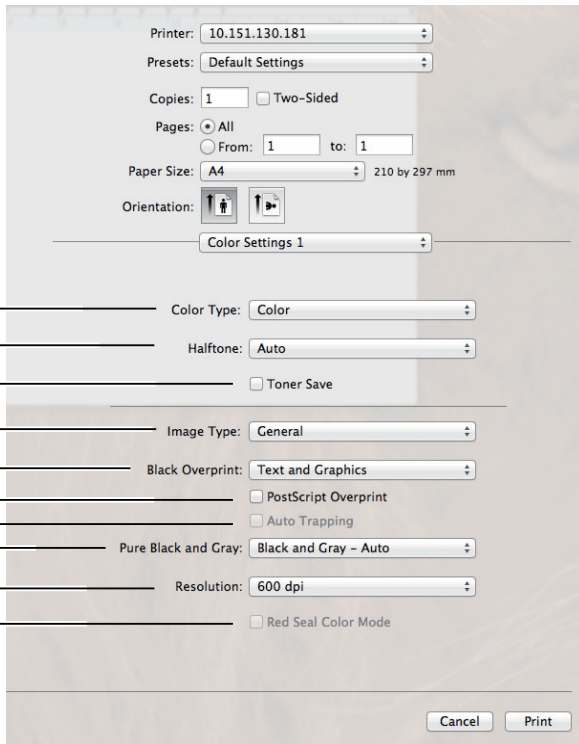 Printer: 10.151.130.181
Presets: Default Settings
Copies: 1 Two-Sided
Pages: All
From: 1 to: 1
Paper Size: A4 210 by 297 mm
Orientation:
Color Settings 1
Color Type: Color
Halftone: Auto
Toner Save
Image Type: General
Black Overprint: Text and Graphics
PostScript Overprint
Auto Trapping
Pure Black and Gray: Black and Gray – Auto
Resolution: 600 dpi
Red Seal Color Mode
Cancel Print